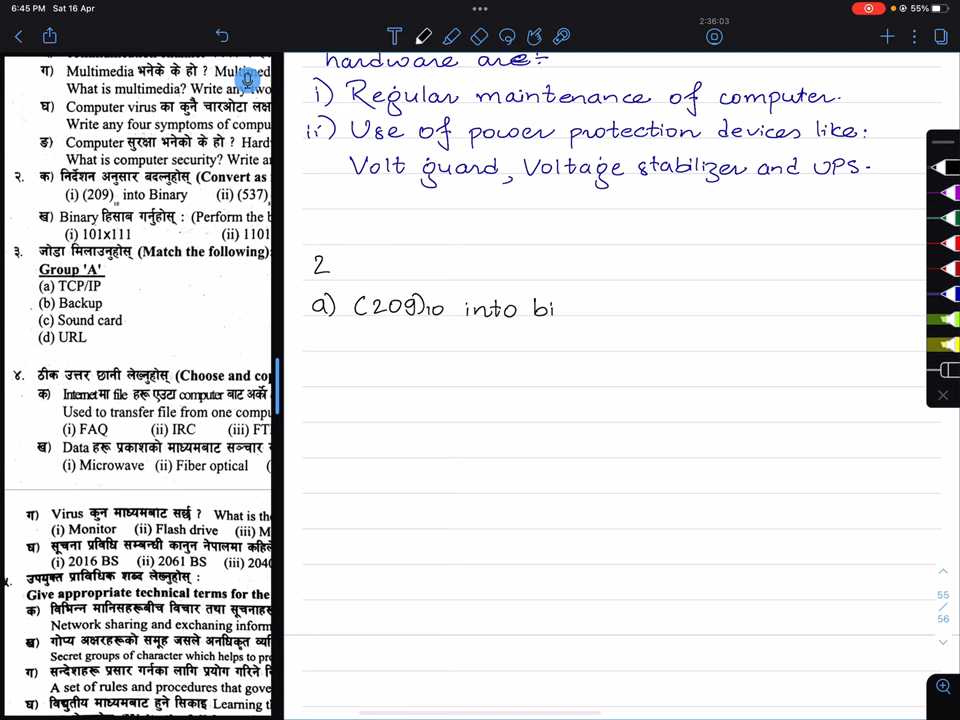 6:45 PM Sat 16 Apr
55%
2:36:03
T
ग) Multimedia भनेके के हो ?
What is multimedia? Write any two
घ) Computer virus का कुनै चारओटा लक्ष
Write any four symptoms of compu
ङ) Computer सुरक्षा भनेको के हो ? Hard
What is computer security? Write a
२. क) निर्देशन अनुसार बदल्नुहोस् (Convert as
(i) (209)₁₀ into Binary (ii) (537)
ख) Binary हिसाब गर्नुहोस् : (Perform the b
(i) 101x111 (ii) 1101
३. जोडा मिलाउनुहोस् (Match the following)
Group 'A'
(a) TCP/IP
(b) Backup
(c) Sound card
(d) URL
४. ठीक उत्तर छानी लेख्नुहोस् (Choose and cop
क) Internetमा file हरू एउटा computer बाट अर्को
Used to transfer file from one compu
(i) FAQ (ii) IRC (iii) FT
ख) Data हरू प्रकाशको माध्यमबाट सञ्चार
(i) Microwave (ii) Fiber optical (
ग) Virus कुन माध्यमबाट सर्छ ? What is th
(i) Monitor (ii) Flash drive (iii) M
घ) सूचना प्रविधि सम्बन्धी कानुन नेपालमा कहिले
(i) 2016 BS (ii) 2061 BS (iii) 204
५. उपयुक्त प्राविधिक शब्द लेख्नुहोस् :
Give appropriate technical terms for the
क) विभिन्न मानिसहरूबीच विचार तथा सूचनाह
Network sharing and exchaning inform
ख) गोप्य अक्षरहरूको समूह जसले अनधिकृत व्य
Secret groups of character which helps to pr
ग) सन्देशहरू प्रसार गर्नका लागि प्रयोग गरिने
A set of rules and procedures that gove
घ) विद्युतीय माध्यमबाट हुने सिकाइ Learning t
hardware are:-
i) Regular maintenance of computer.
ii) Use of power protection devices like:
Volt guard, Voltage stabilizer and UPS.
2
a) (209)₁₀ into bi
55
/
56